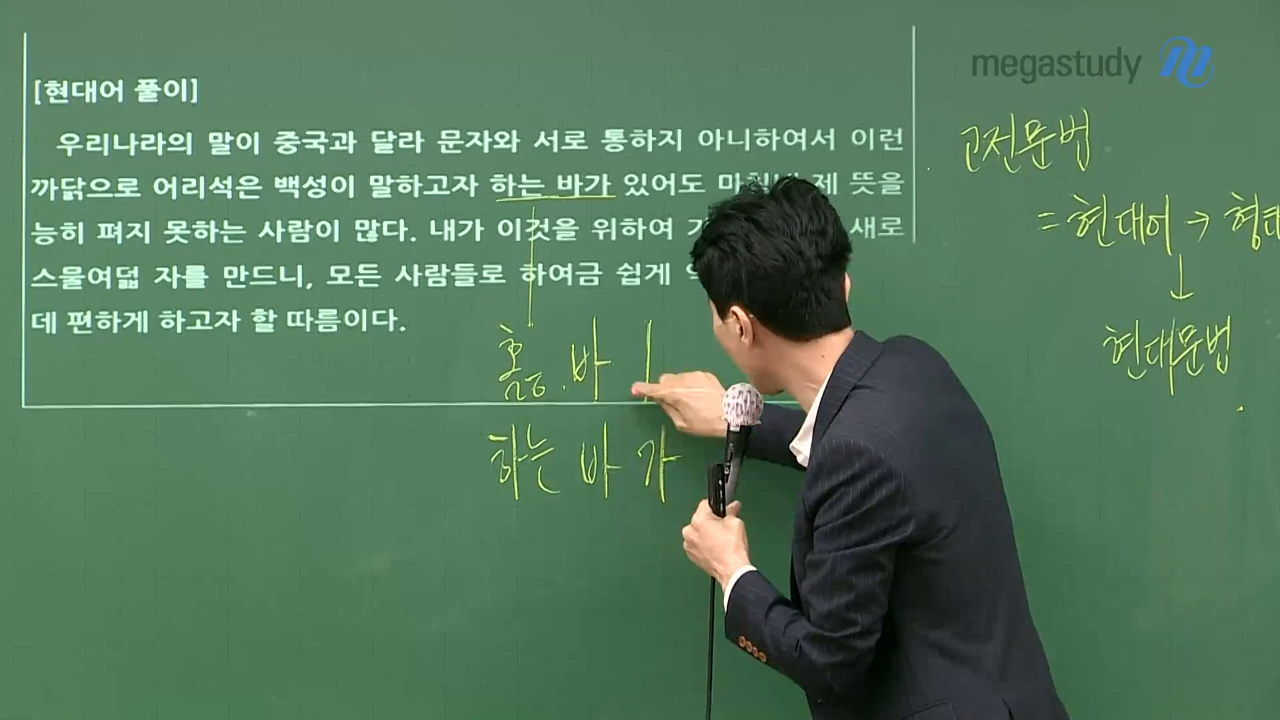 megastudy
[현대어 풀이]
우리나라의 말이 중국과 달라 문자와 서로 통하지 아니하여서 이런
까닭으로 어리석은 백성이 말하고자 하는 바가 있어도 제 뜻을
능히 펴지 못하는 사람이 많다. 내가 이것을 위하여 새로
스물여덟 자를 만드니, 모든 사람들로 하여금 쉽게
데 편하게 하고자 할 따름이다.
바 ㅣ
하는 바 가
고전문법
= 현대어 → 형태
↓
현대문법